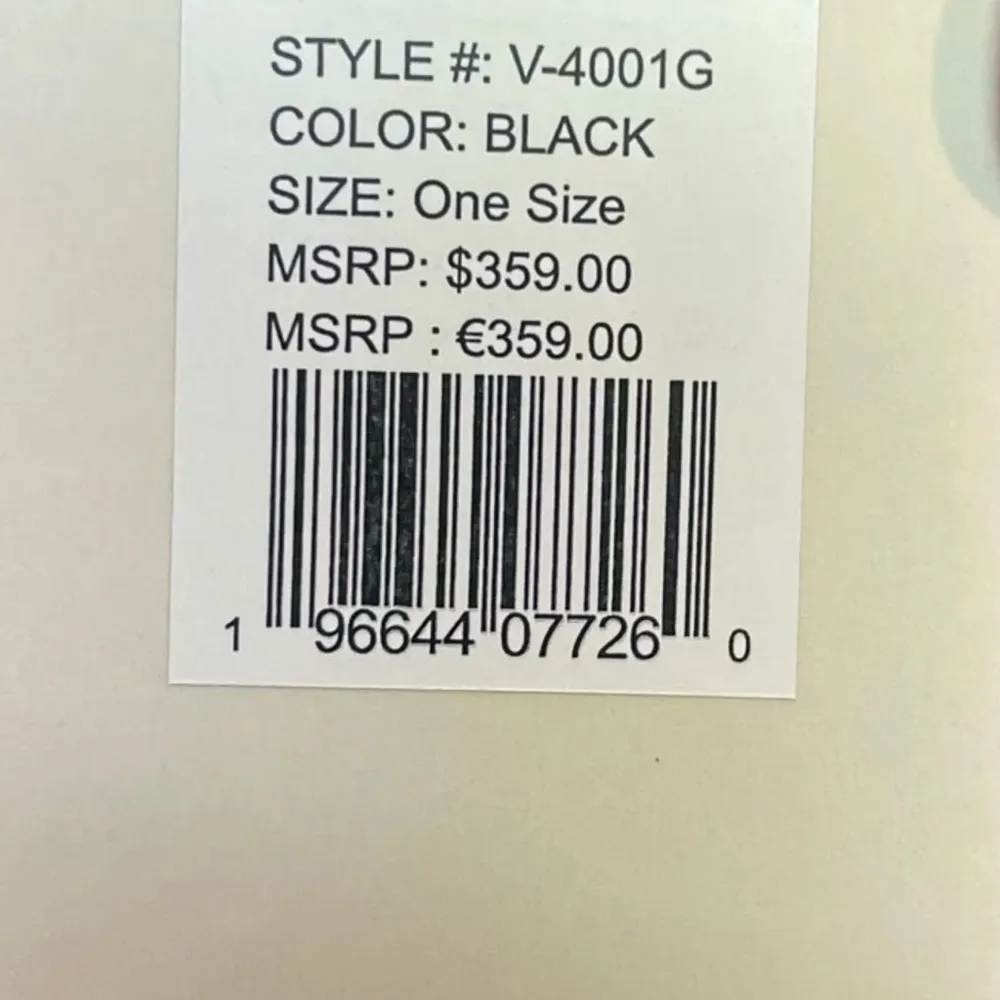 STYLE #: V-4001G
COLOR: BLACK
SIZE: One Size
MSRP: $359.00
MSRP : €359.00
1 96644 07726 0